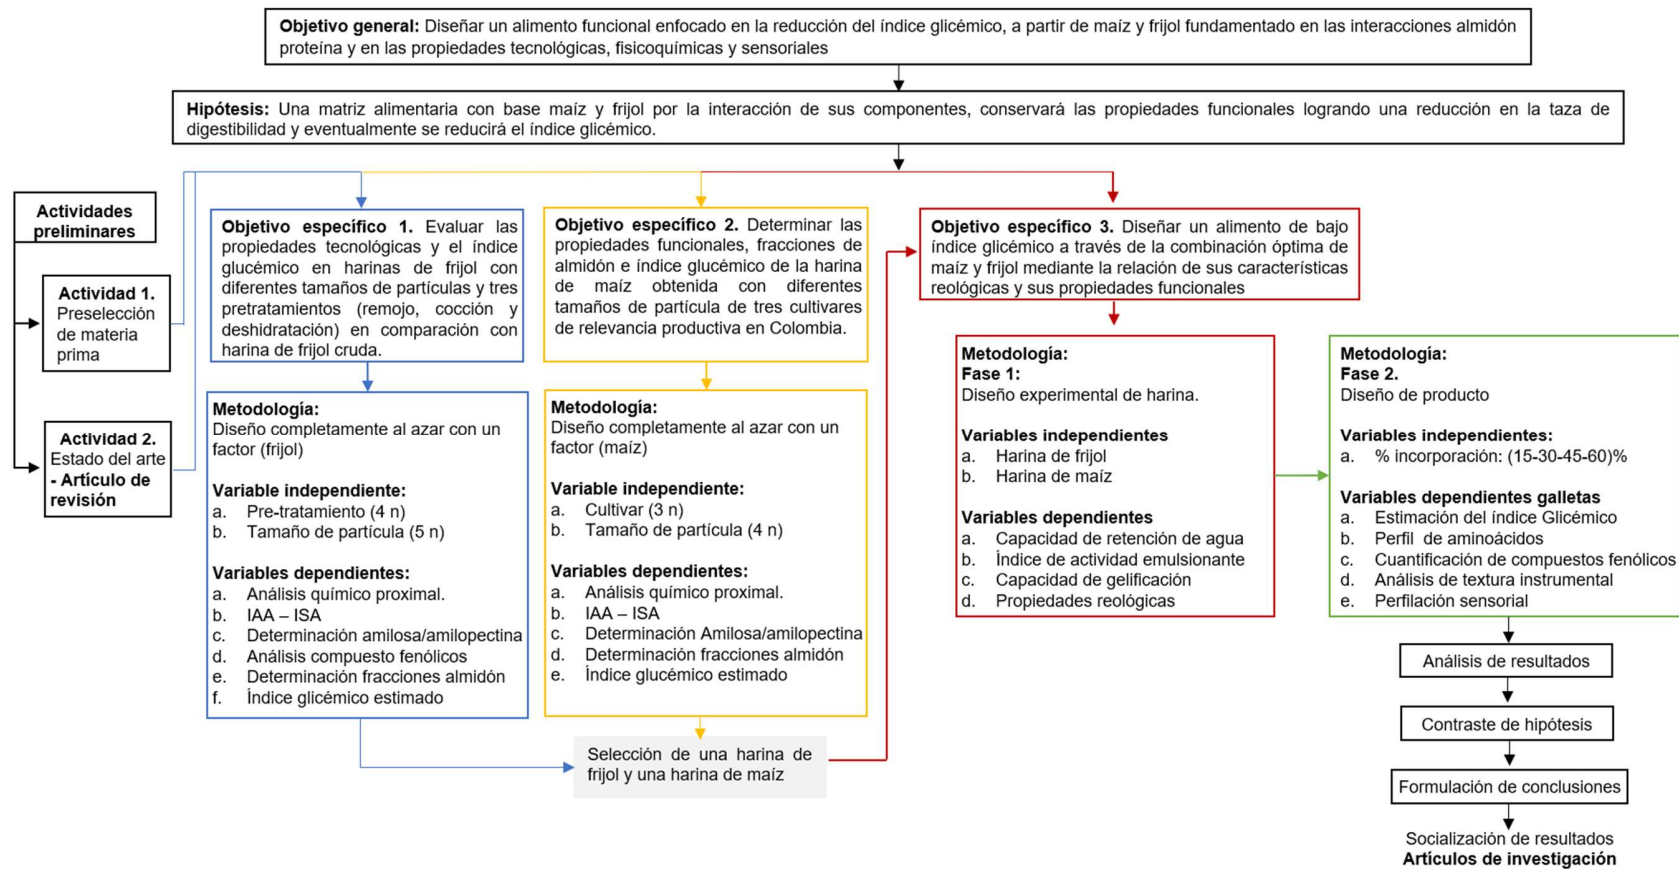 Objetivo general: Diseñar un alimento funcional enfocado en la reducción del índice glicémico, a partir de maíz y frijol fundamentado en las interacciones almidón
proteína y en las propiedades tecnológicas, fisicoquímicas y sensoriales
Hipótesis: Una matriz alimentaria con base maíz y frijol por la interacción de sus componentes, conservará las propiedades funcionales logrando una reducción en la taza de
digestibilidad y eventualmente se reducirá el índice glicémico.
Actividades
preliminares
Actividad 1.
Preselección
de materia
prima
Actividad 2.
Estado del arte
- Artículo de
revisión
Objetivo específico 1. Evaluar las
propiedades tecnológicas y el índice
glucémico en harinas de frijol con
diferentes tamaños de partículas y tres
pretratamientos (remojo, cocción y
deshidratación) en comparación con
harina de frijol cruda.
Metodología:
Diseño completamente al azar con un
factor (frijol)
Variable independiente:
a. Pre-tratamiento (4 n)
b. Tamaño de partícula (5 n)
Variables dependientes:
a. Análisis químico proximal.
b. IAA – ISA
c. Determinación amilosa/amilopectina
d. Análisis compuesto fenólicos
e. Determinación fracciones almidón
f. Índice glicémico estimado
Objetivo específico 2. Determinar las
propiedades funcionales, fracciones de
almidón e índice glucémico de la harina
de maíz obtenida con diferentes
tamaños de partícula de tres cultivares
de relevancia productiva en Colombia.
Metodología:
Diseño completamente al azar con un
factor (maíz)
Variable independiente:
a. Cultivar (3 n)
b. Tamaño de partícula (4 n)
Variables dependientes:
a. Análisis químico proximal.
b. IAA – ISA
c. Determinación Amilosa/amilopectina
d. Determinación fracciones almidón
e. Índice glucémico estimado
Selección de una harina de
frijol y una harina de maíz
Objetivo específico 3. Diseñar un alimento de bajo
índice glicémico a través de la combinación óptima de
maíz y frijol mediante la relación de sus características
reológicas y sus propiedades funcionales
Metodología:
Fase 1:
Diseño experimental de harina.
Variables independientes
a. Harina de frijol
b. Harina de maíz
Variables dependientes
a. Capacidad de retención de agua
b. Índice de actividad emulsionante
c. Capacidad de gelificación
d. Propiedades reológicas
Metodología:
Fase 2.
Diseño de producto
Variables independientes:
a. % incorporación: (15-30-45-60)%
Variables dependientes galletas
a. Estimación del índice Glicémico
b. Perfil de aminoácidos
c. Cuantificación de compuestos fenólicos
d. Análisis de textura instrumental
e. Perfilación sensorial
Análisis de resultados
Contraste de hipótesis
Formulación de conclusiones
Socialización de resultados
Artículos de investigación